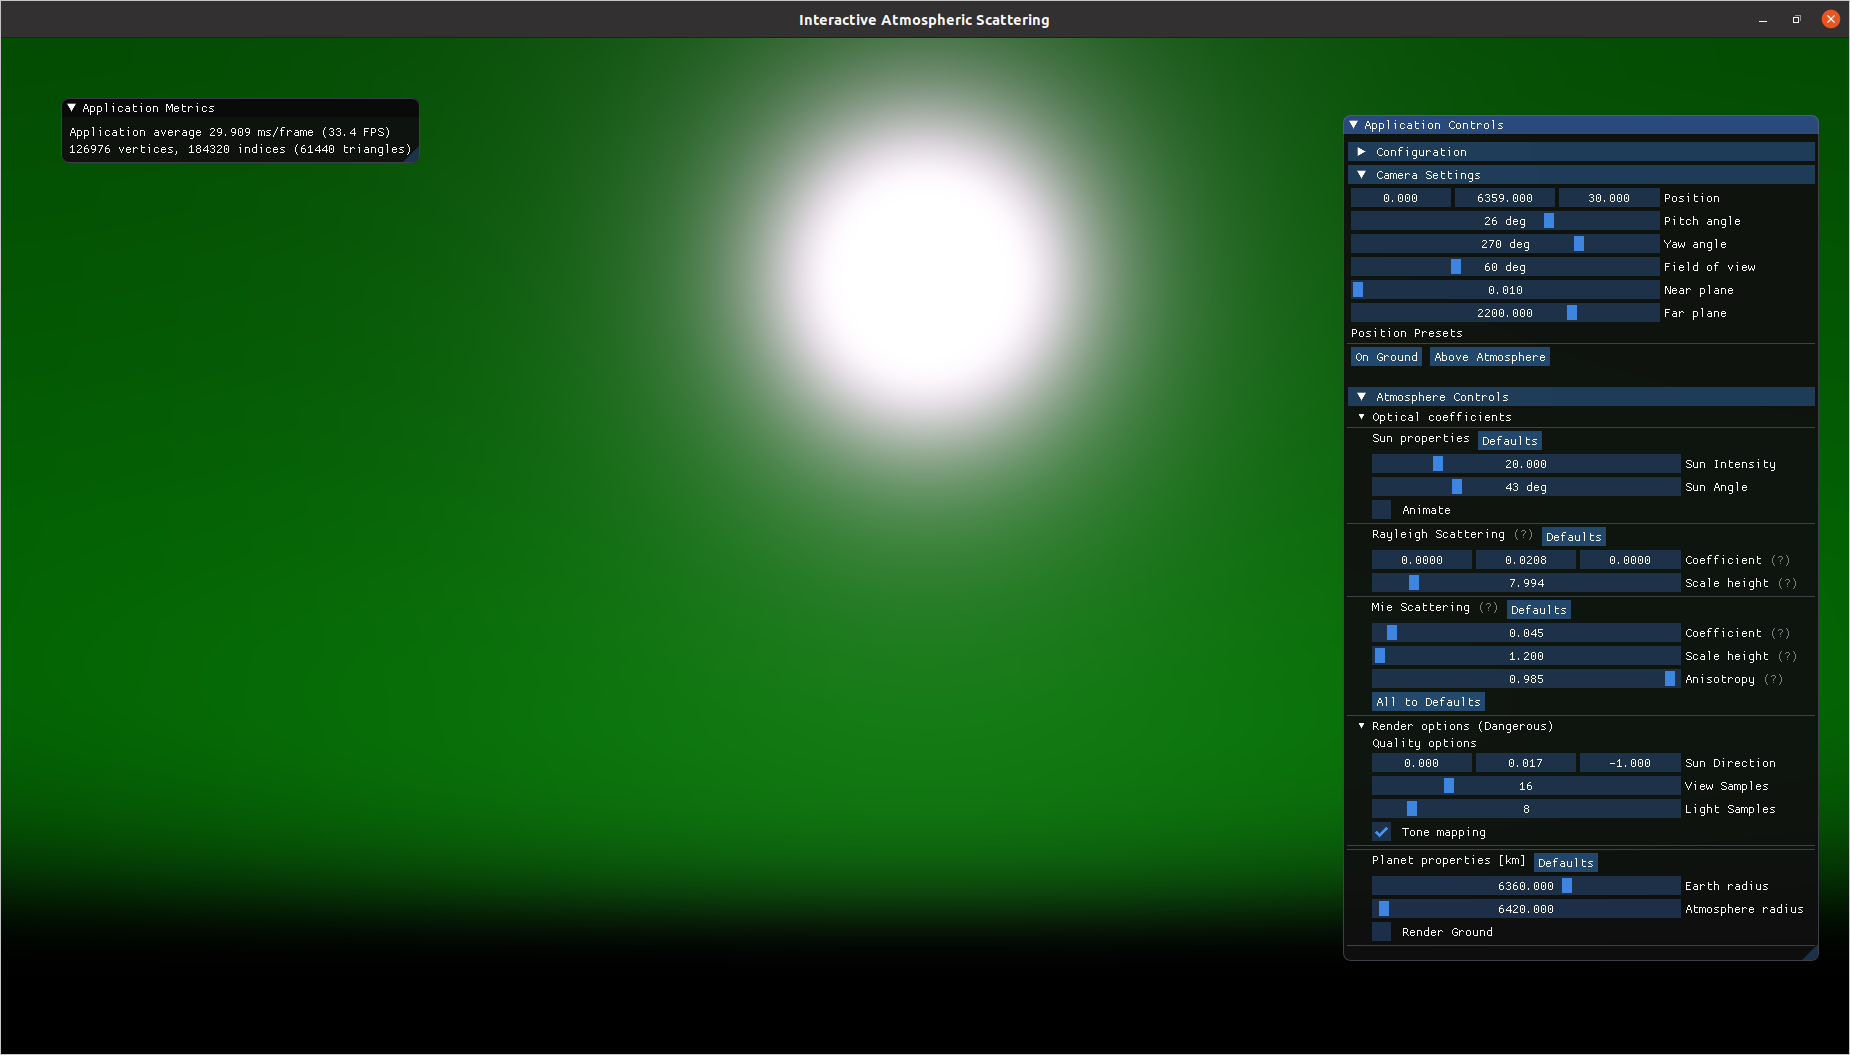 Interactive Atmospheric Scattering
Application Metrics
Application average 29.909 ms/frame (33.4 FPS)
126976 vertices, 184320 indices (61440 triangles)
Application Controls
Configuration
Camera Settings
0.000 6359.000 30.000 Position
26 deg Pitch angle
270 deg Yaw angle
60 deg Field of view
0.010 Near plane
2200.000 Far plane
Position Presets
On Ground Above Atmosphere
Atmosphere Controls
Optical coefficients
Sun properties Defaults
20.000 Sun Intensity
43 deg Sun Angle
Animate
Rayleigh Scattering (?) Defaults
0.0000 0.0208 0.0000 Coefficient (?)
7.994 Scale height (?)
Mie Scattering (?) Defaults
0.045 Coefficient (?)
1.200 Scale height (?)
0.985 Anisotropy (?)
All to Defaults
Render options (Dangerous)
Quality options
0.000 0.017 -1.000 Sun Direction
16 View Samples
8 Light Samples
Tone mapping
Planet properties [km] Defaults
6360.000 Earth radius
6420.000 Atmosphere radius
Render Ground